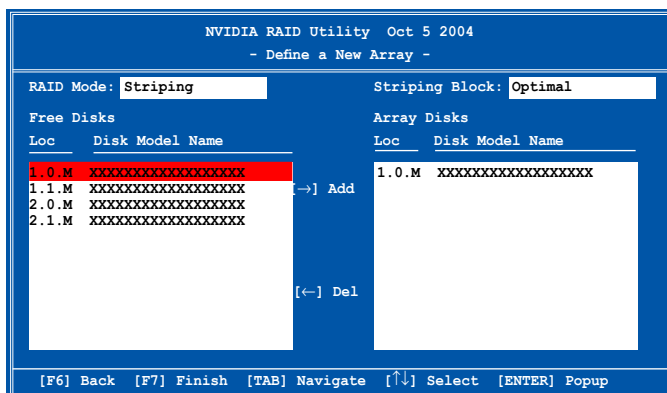 NVIDIA RAID Utility  Oct 5 2004
- Define a New Array -
RAID Mode: Striping
Striping Block: Optimal
Free Disks
Loc  Disk Model Name
1.0.M  XXXXXXXXXXXXXXXXXX
1.1.M  XXXXXXXXXXXXXXXXXX
2.0.M  XXXXXXXXXXXXXXXXXX
2.1.M  XXXXXXXXXXXXXXXXXX
[→] Add
[←] Del
Array Disks
Loc  Disk Model Name
1.0.M  XXXXXXXXXXXXXXXXXX
[F6] Back  [F7] Finish  [TAB] Navigate  [↑↓] Select  [ENTER] Popup